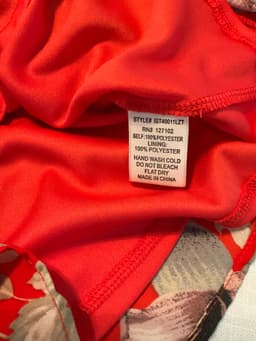 STYLE# IST40011LZT
RN# 127102
SELF:100%POLYESTER
LINING:
100% POLYESTER
HAND WASH COLD
DO NOT BLEACH
FLAT DRY
MADE IN CHINA